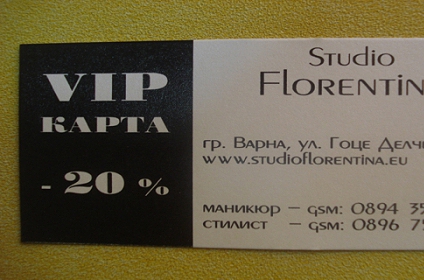 VIP
КАРТА
- 20 %
Studio
Florentin
гр. Варна, ул. Гоце
www.studioflorentina.eu
маникюр – GSM: 0894
стилист – GSM: 0896